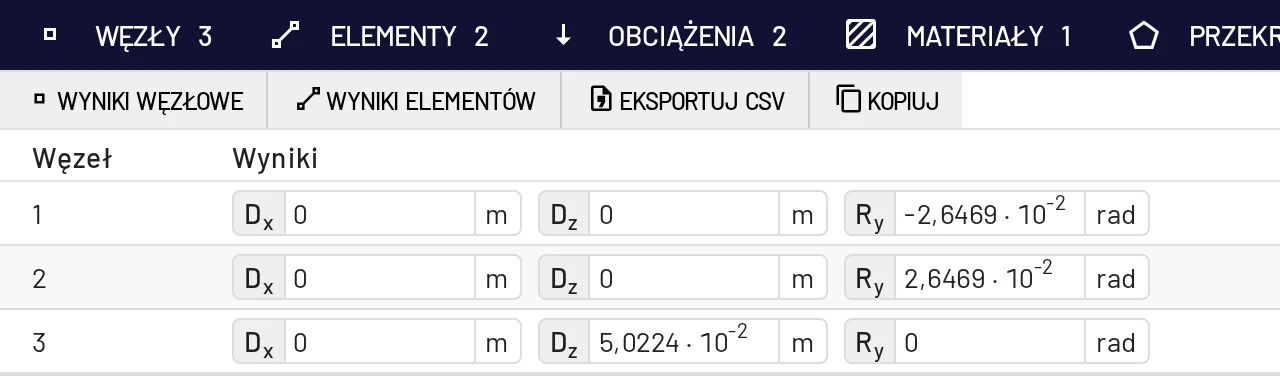 WĘZŁY 3 ELEMENTY 2 OBCIĄŻENIA 2 MATERIAŁY 1 PRZEKR
WYNIKI WĘZŁOWE WYNIKI ELEMENTÓW EKSPORTUJ CSV KOPIUJ
Węzeł Wyniki
1 Dx 0 m Dz 0 m Ry -2,6469 · 10⁻² rad
2 Dx 0 m Dz 0 m Ry 2,6469 · 10⁻² rad
3 Dx 0 m Dz 5,0224 · 10⁻² m Ry 0 rad